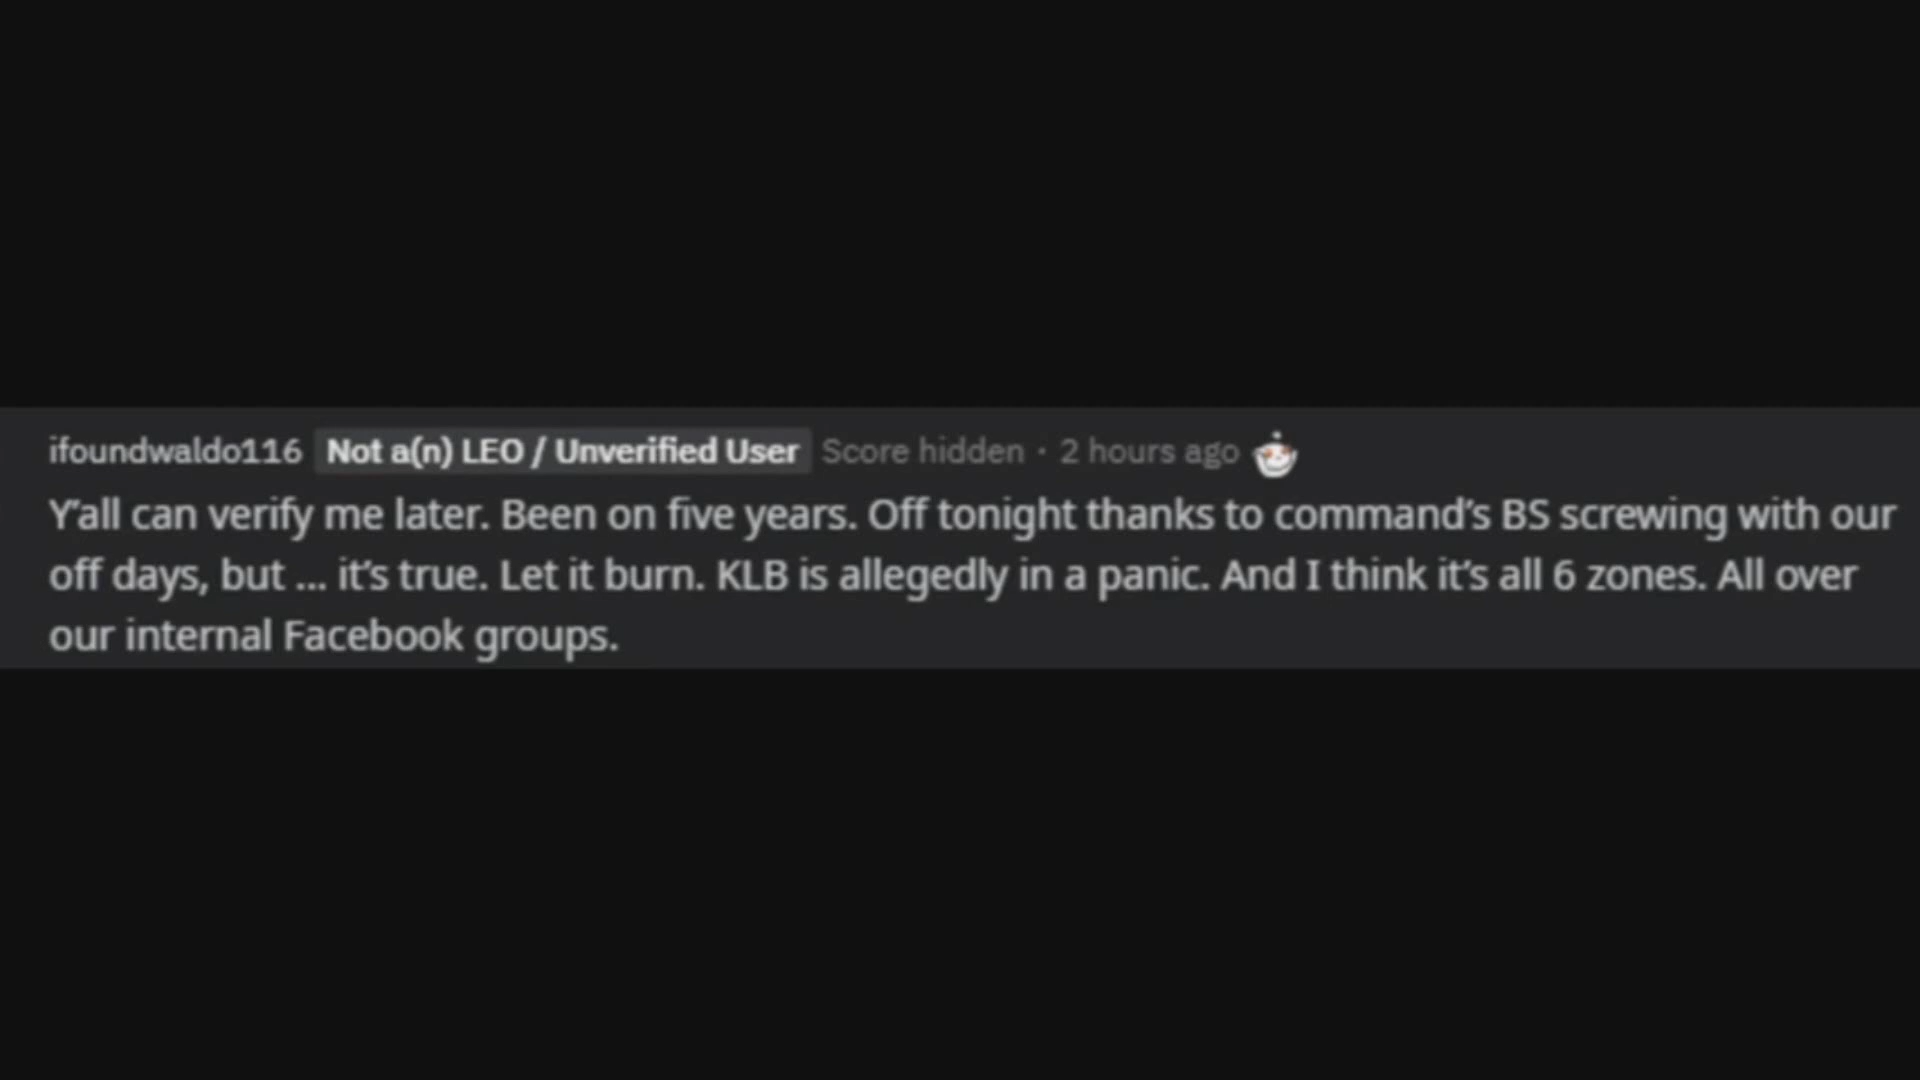 ifoundwaldo116 Not a(n) LEO / Unverified User Score hidden · 2 hours ago
Y'all can verify me later. Been on five years. Off tonight thanks to command's BS screwing with our
off days, but ... it's true. Let it burn. KLB is allegedly in a panic. And I think it's all 6 zones. All over
our internal Facebook groups.